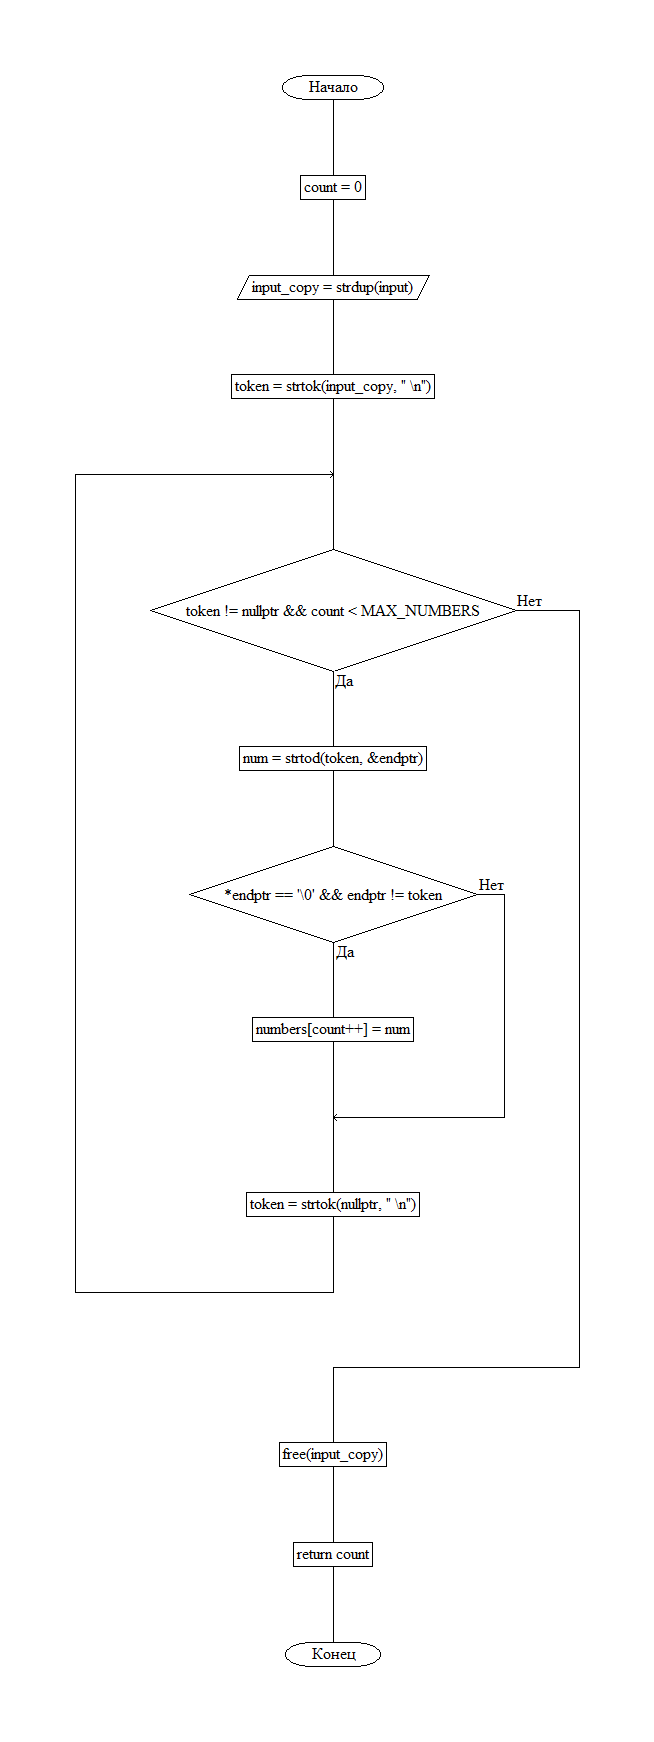 Начало
count = 0
input_copy = strdup(input)
token = strtok(input_copy, " \n")
token != nullptr && count < MAX_NUMBERS
Нет
Да
num = strtod(token, &endptr)
*endptr == '\0' && endptr != token
Нет
Да
numbers[count++] = num
token = strtok(nullptr, " \n")
free(input_copy)
return count
Конец